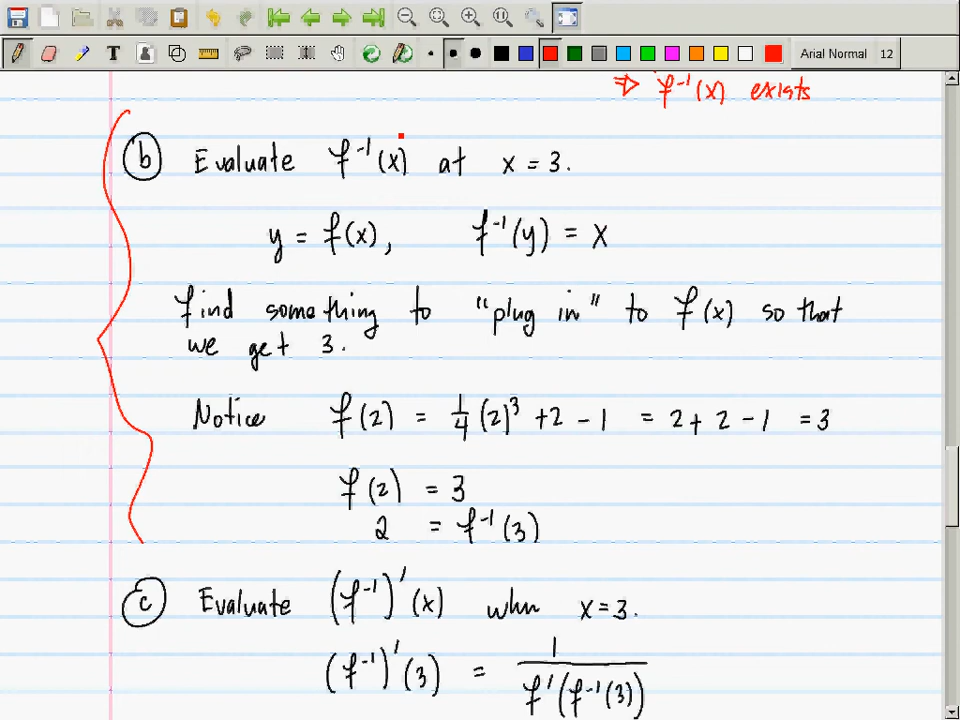 T
Arial Normal 12
⇒ f⁻¹(x) exists
(b) Evaluate f⁻¹(x) at x = 3.
y = f(x), f⁻¹(y) = x
Find something to "plug in" to f(x) so that
we get 3.
Notice f(2) = 1/4 (2)³ + 2 - 1 = 2 + 2 - 1 = 3
f(2) = 3
2 = f⁻¹(3)
(c) Evaluate (f⁻¹)'(x) when x = 3.
(f⁻¹)'(3) = 1 / f'(f⁻¹(3))